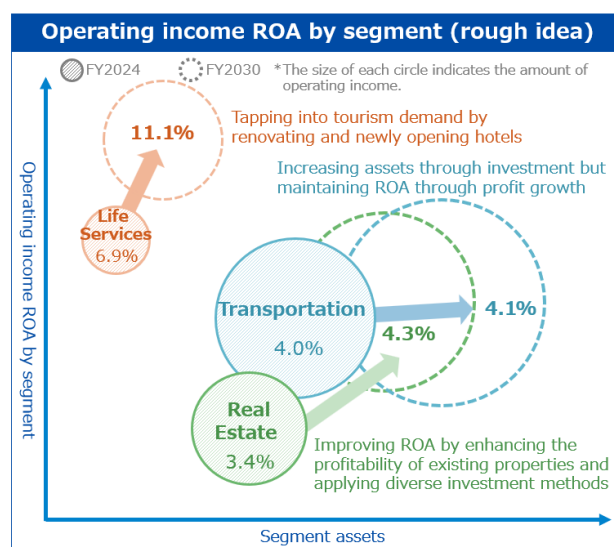 Operating income ROA by segment (rough idea)
FY2024
FY2030
*The size of each circle indicates the amount of
operating income.
11.1%
Tapping into tourism demand by
renovating and newly opening hotels
Increasing assets through investment but
maintaining ROA through profit growth
Life
Services
6.9%
Transportation
4.0%
4.3%
4.1%
Real
Estate
3.4%
Improving ROA by enhancing the
profitability of existing properties and
applying diverse investment methods
Operating income ROA by segment
Segment assets